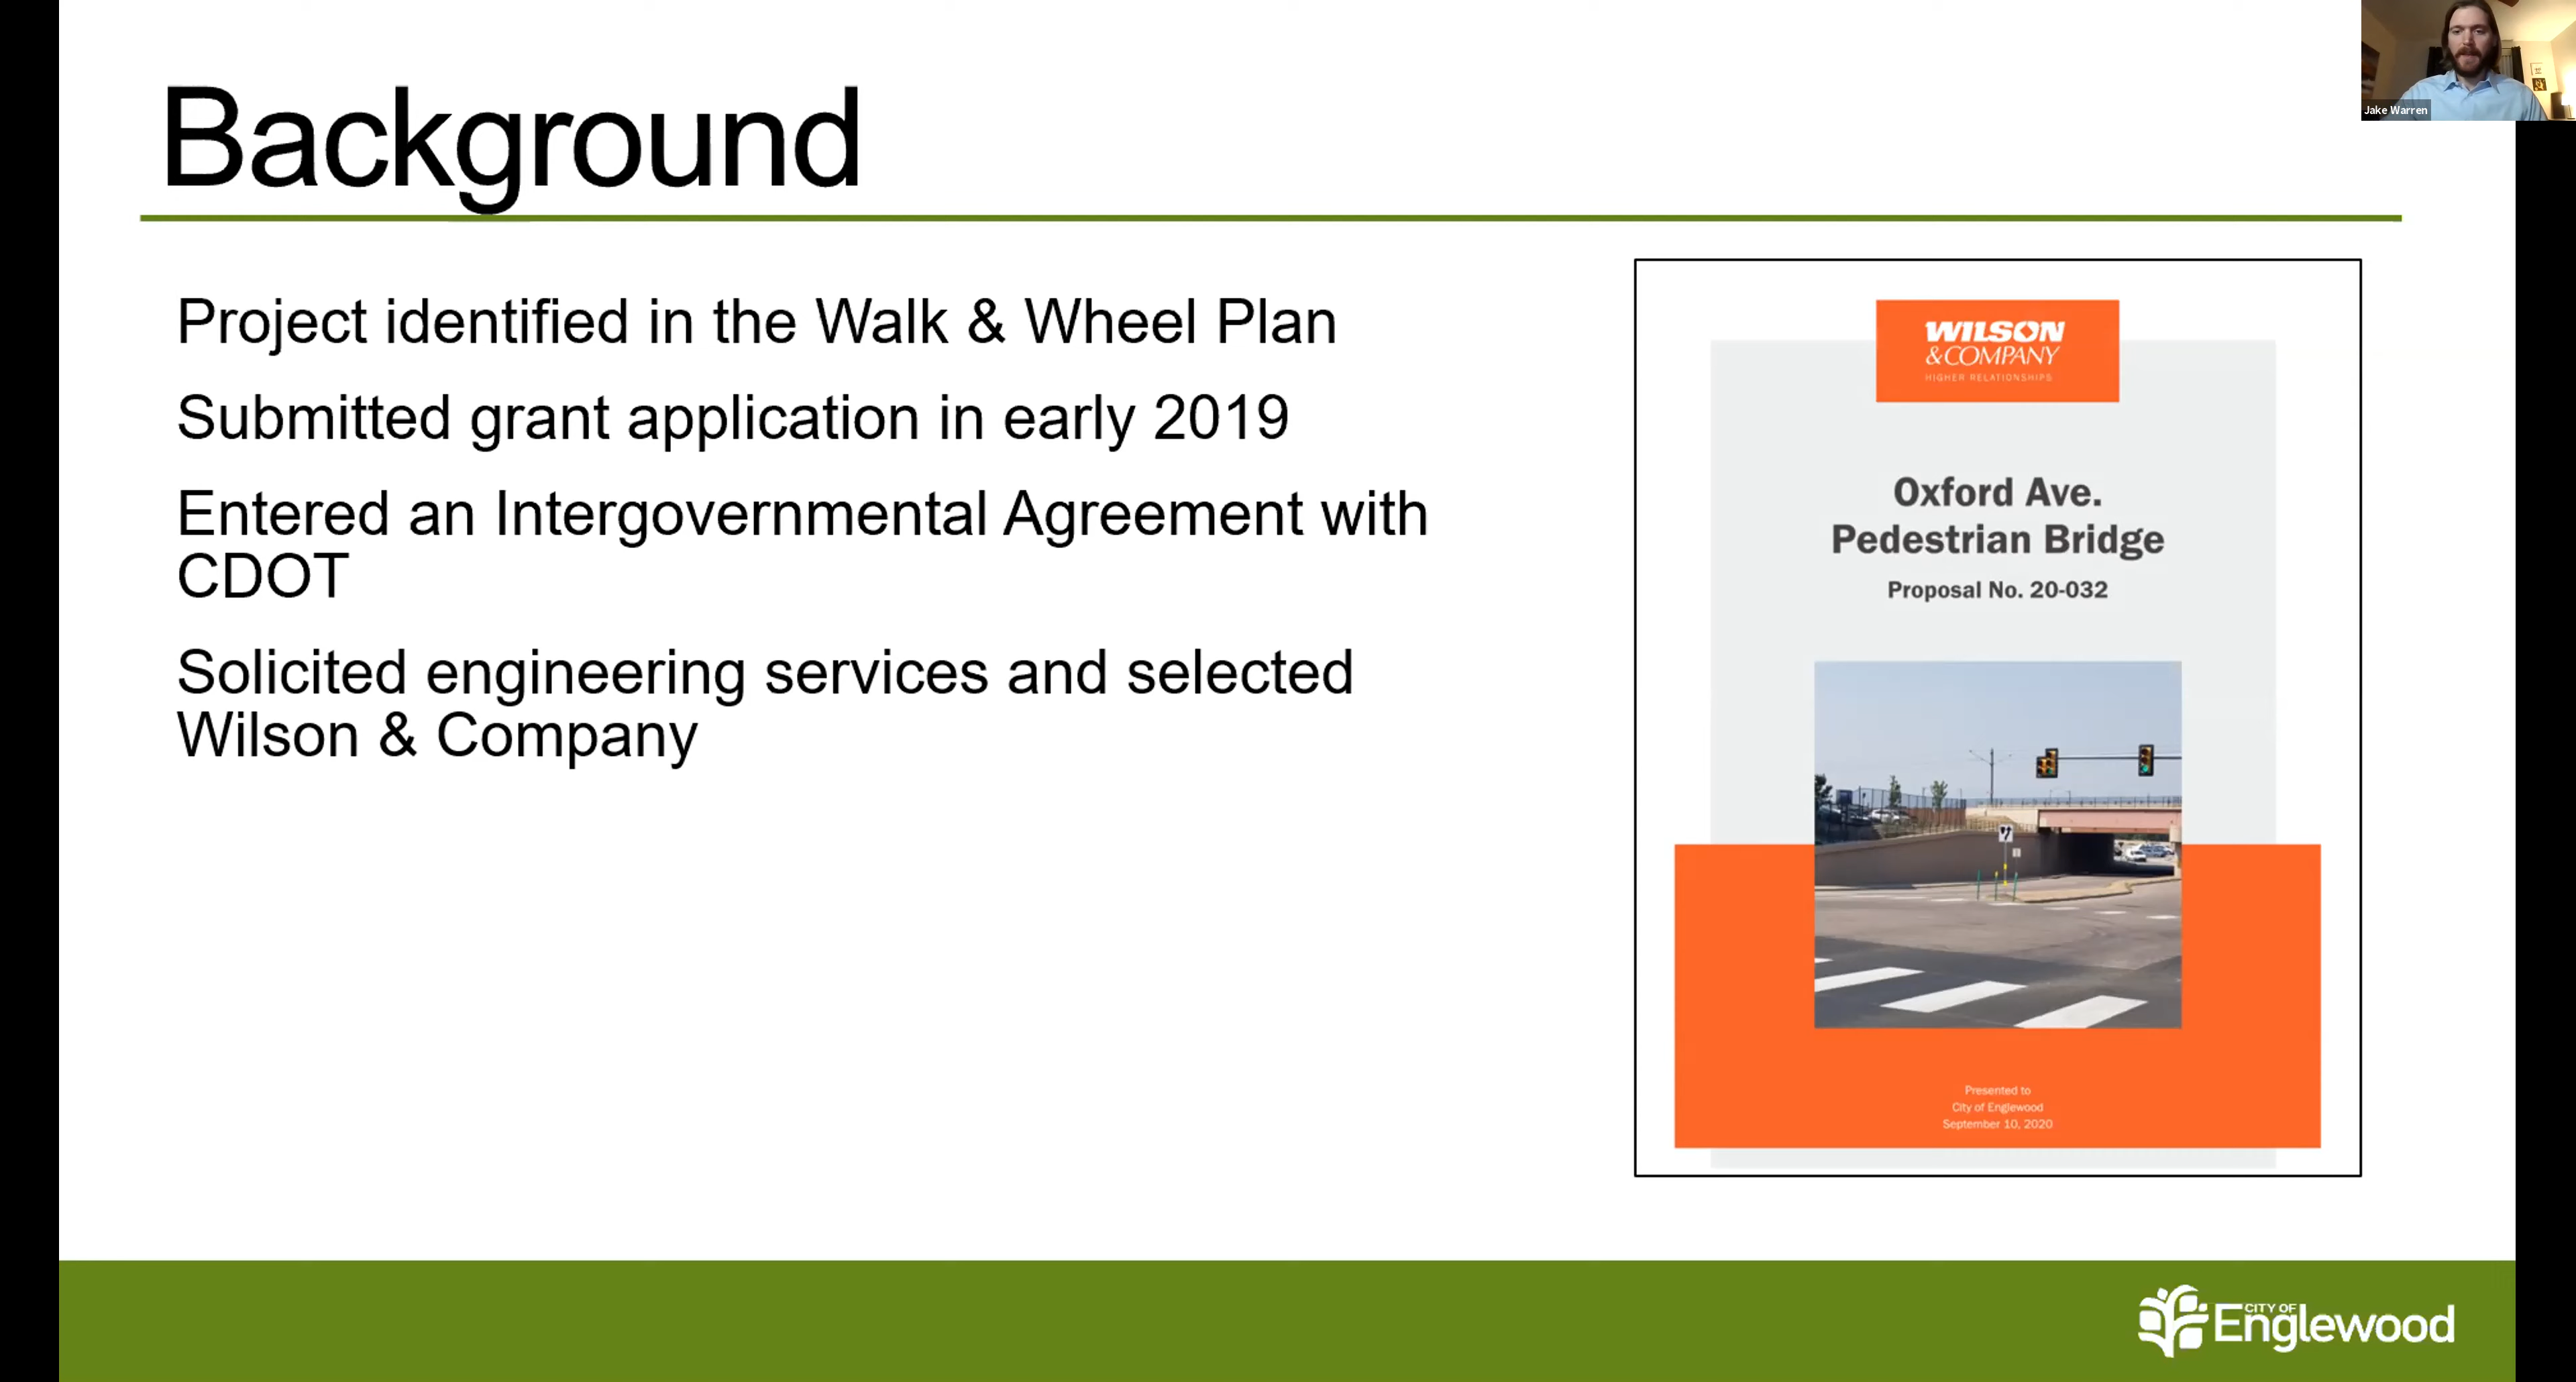 Background
Jake Warren
Project identified in the Walk & Wheel Plan
Submitted grant application in early 2019
Entered an Intergovernmental Agreement with
CDOT
Solicited engineering services and selected
Wilson & Company
WILSON
&COMPANY
HIGHER RELATIONSHIPS
Oxford Ave.
Pedestrian Bridge
Proposal No. 20-032
Presented to
City of Englewood
September 10, 2020
CITY OF
Englewood